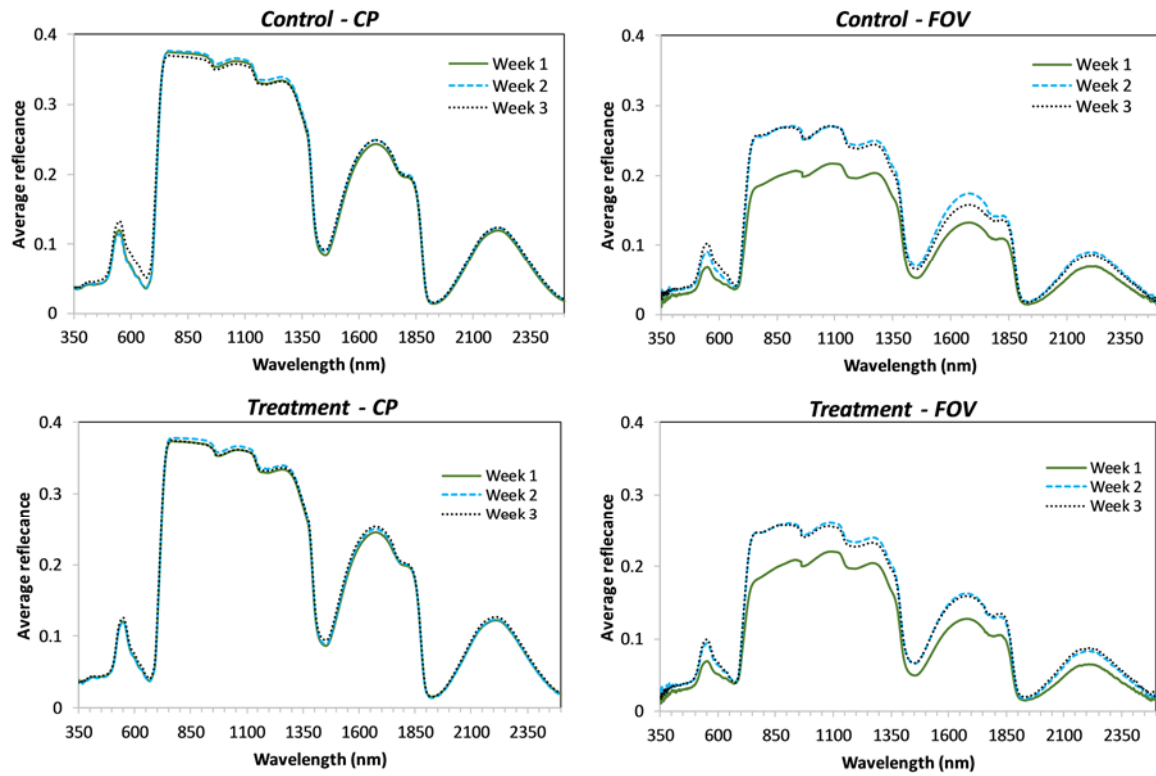 Control - CP
0.4
0.3
0.2
0.1
0
Average reflecance
Week 1
Week 2
Week 3
350 600 850 1100 1350 1600 1850 2100 2350
Wavelength (nm)
Control - FOV
0.4
0.3
0.2
0.1
0
Average reflecance
Week 1
Week 2
Week 3
350 600 850 1100 1350 1600 1850 2100 2350
Wavelength (nm)
Treatment - CP
0.4
0.3
0.2
0.1
0
Average reflectance
Week 1
Week 2
Week 3
350 600 850 1100 1350 1600 1850 2100 2350
Wavelength (nm)
Treatment - FOV
0.4
0.3
0.2
0.1
0
Average reflectance
Week 1
Week 2
Week 3
350 600 850 1100 1350 1600 1850 2100 2350
Wavelength (nm)